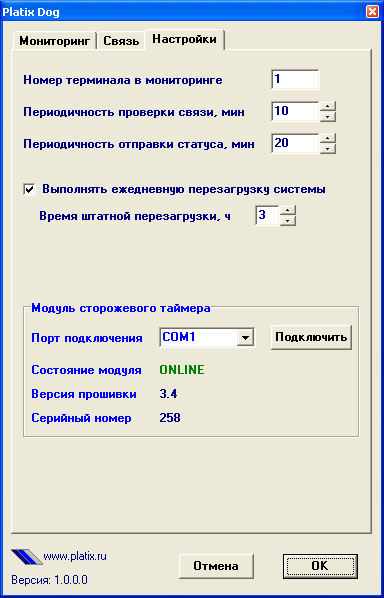 Platix Dog
Мониторинг Связь Настройки
Номер терминала в мониторинге 1
Периодичность проверки связи, мин 10
Периодичность отправки статуса, мин 20
Выполнять ежедневную перезагрузку системы
Время штатной перезагрузки, ч 3
Модуль сторожевого таймера
Порт подключения COM1 Подключить
Состояние модуля ONLINE
Версия прошивки 3.4
Серийный номер 258
www.platix.ru
Отмена OK
Версия: 1.0.0.0